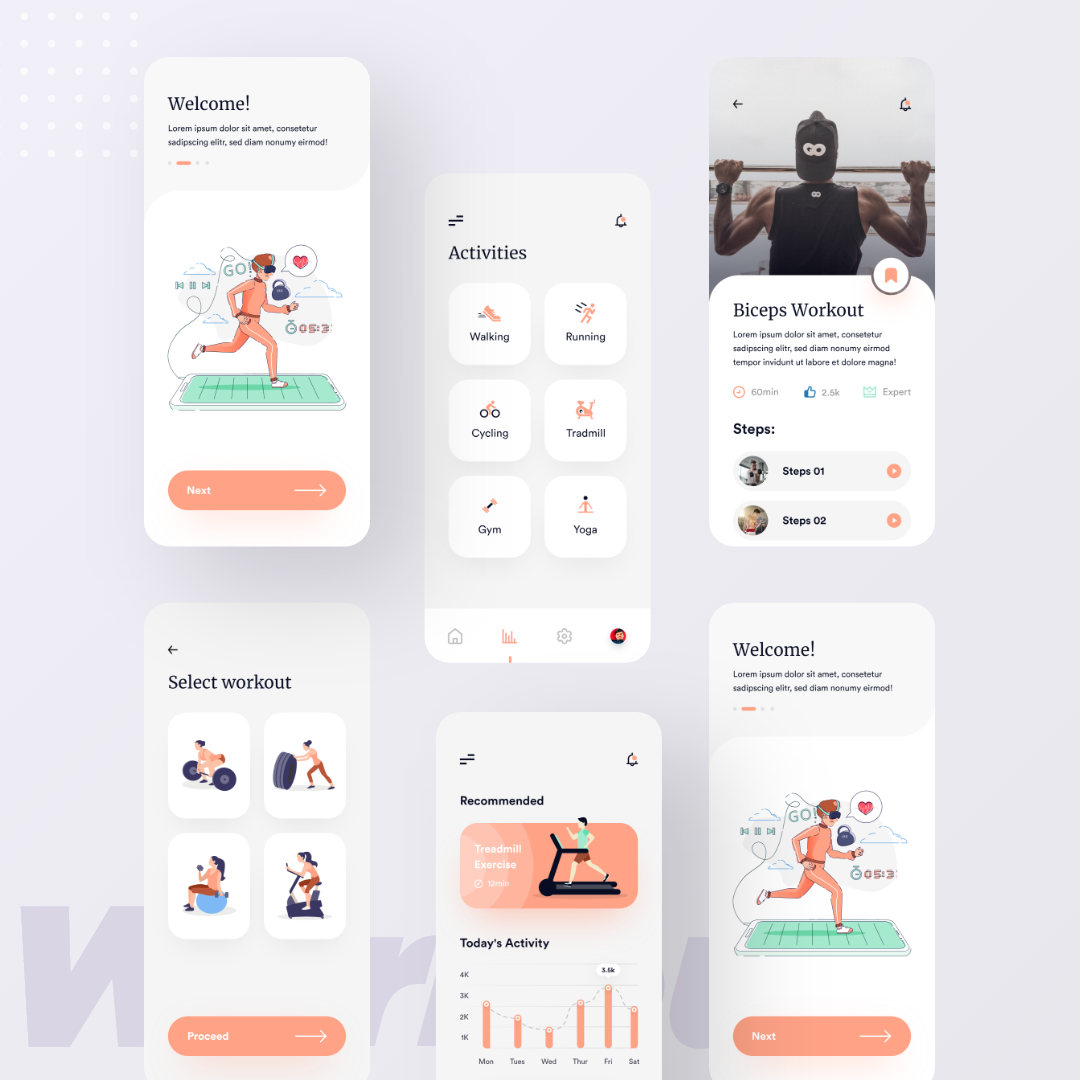 Welcome!
Lorem ipsum dolor sit amet, consetetur
sadipscing elitr, sed diam nonumy eirmod!
GO!
05:3
Next
Activities
Walking
Running
Cycling
Tradmill
Gym
Yoga
Biceps Workout
Lorem ipsum dolor sit amet, consetetur
sadipscing elitr, sed diam nonumy eirmod
tempor invidunt ut labore et dolore magna!
60min
2.5k
Expert
Steps:
Steps 01
Steps 02
Select workout
Proceed
Recommended
Treadmill
Exercise
12min
Today's Activity
3.5k
4K
3K
2K
1K
Mon Tues Wed Thur Fri Sat
Welcome!
Lorem ipsum dolor sit amet, consetetur
sadipscing elitr, sed diam nonumy eirmod!
GO!
05:3
Next